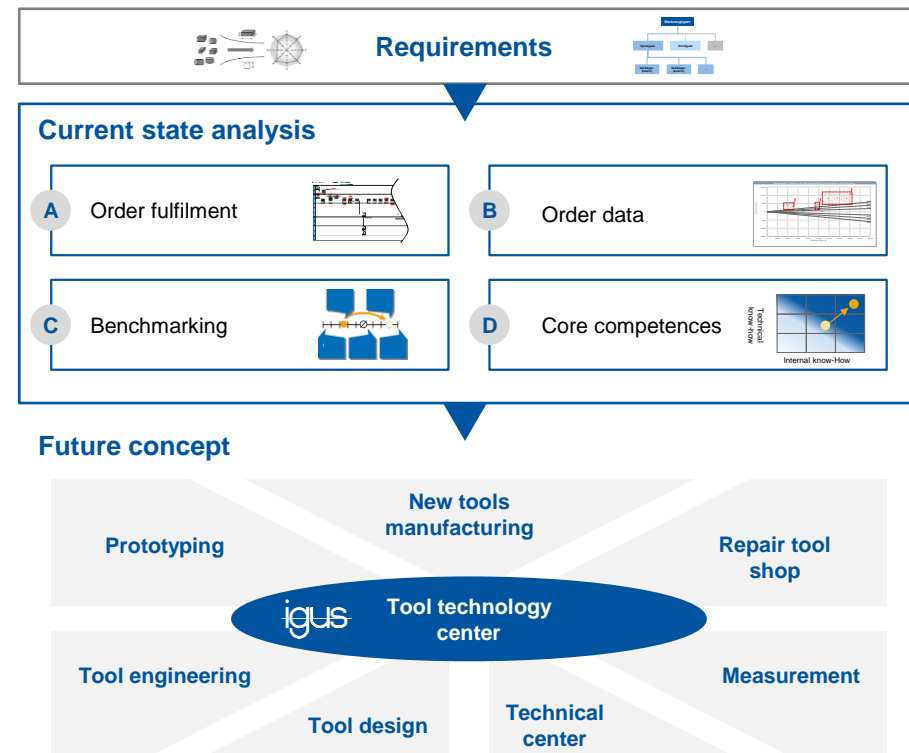 Requirements
Current state analysis
A
Order fulfilment
B
Order data
C
Benchmarking
D
Core competences
Technical
know-how
Internal know-How
Future concept
New tools
manufacturing
Prototyping
Repair tool
shop
igus
Tool technology
center
Tool engineering
Measurement
Tool design
Technical
center